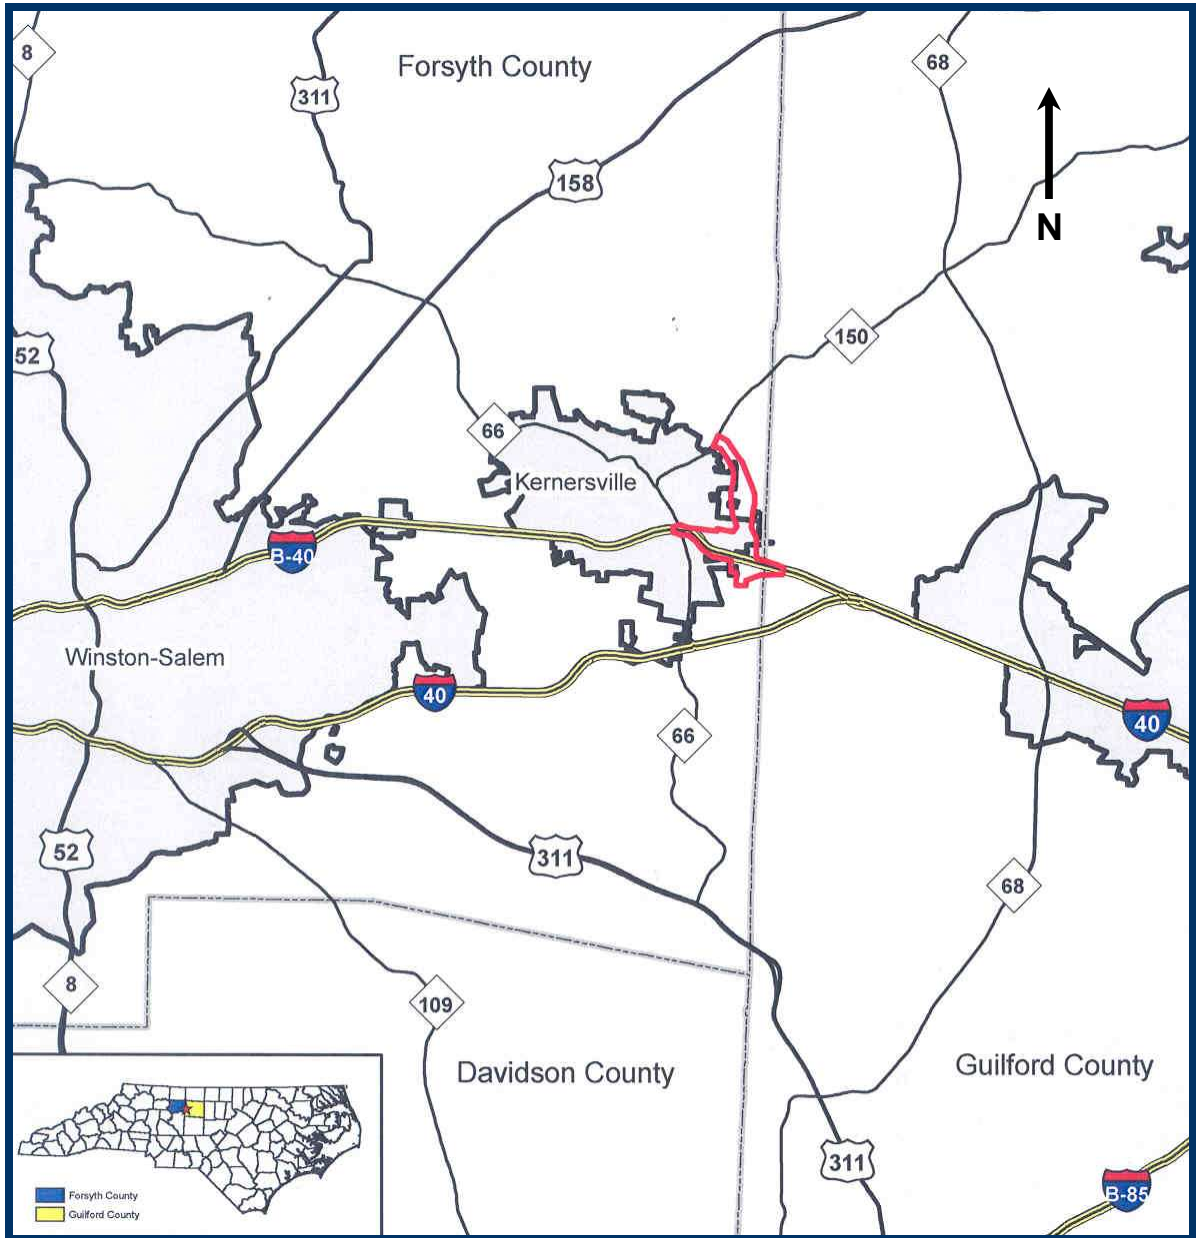 8
Forsyth County
68
311
158
N
52
150
66
Kernersville
B-40
Winston-Salem
40
40
66
52
311
68
8
109
Davidson County
Guilford County
311
B-85
Forsyth County
Guilford County